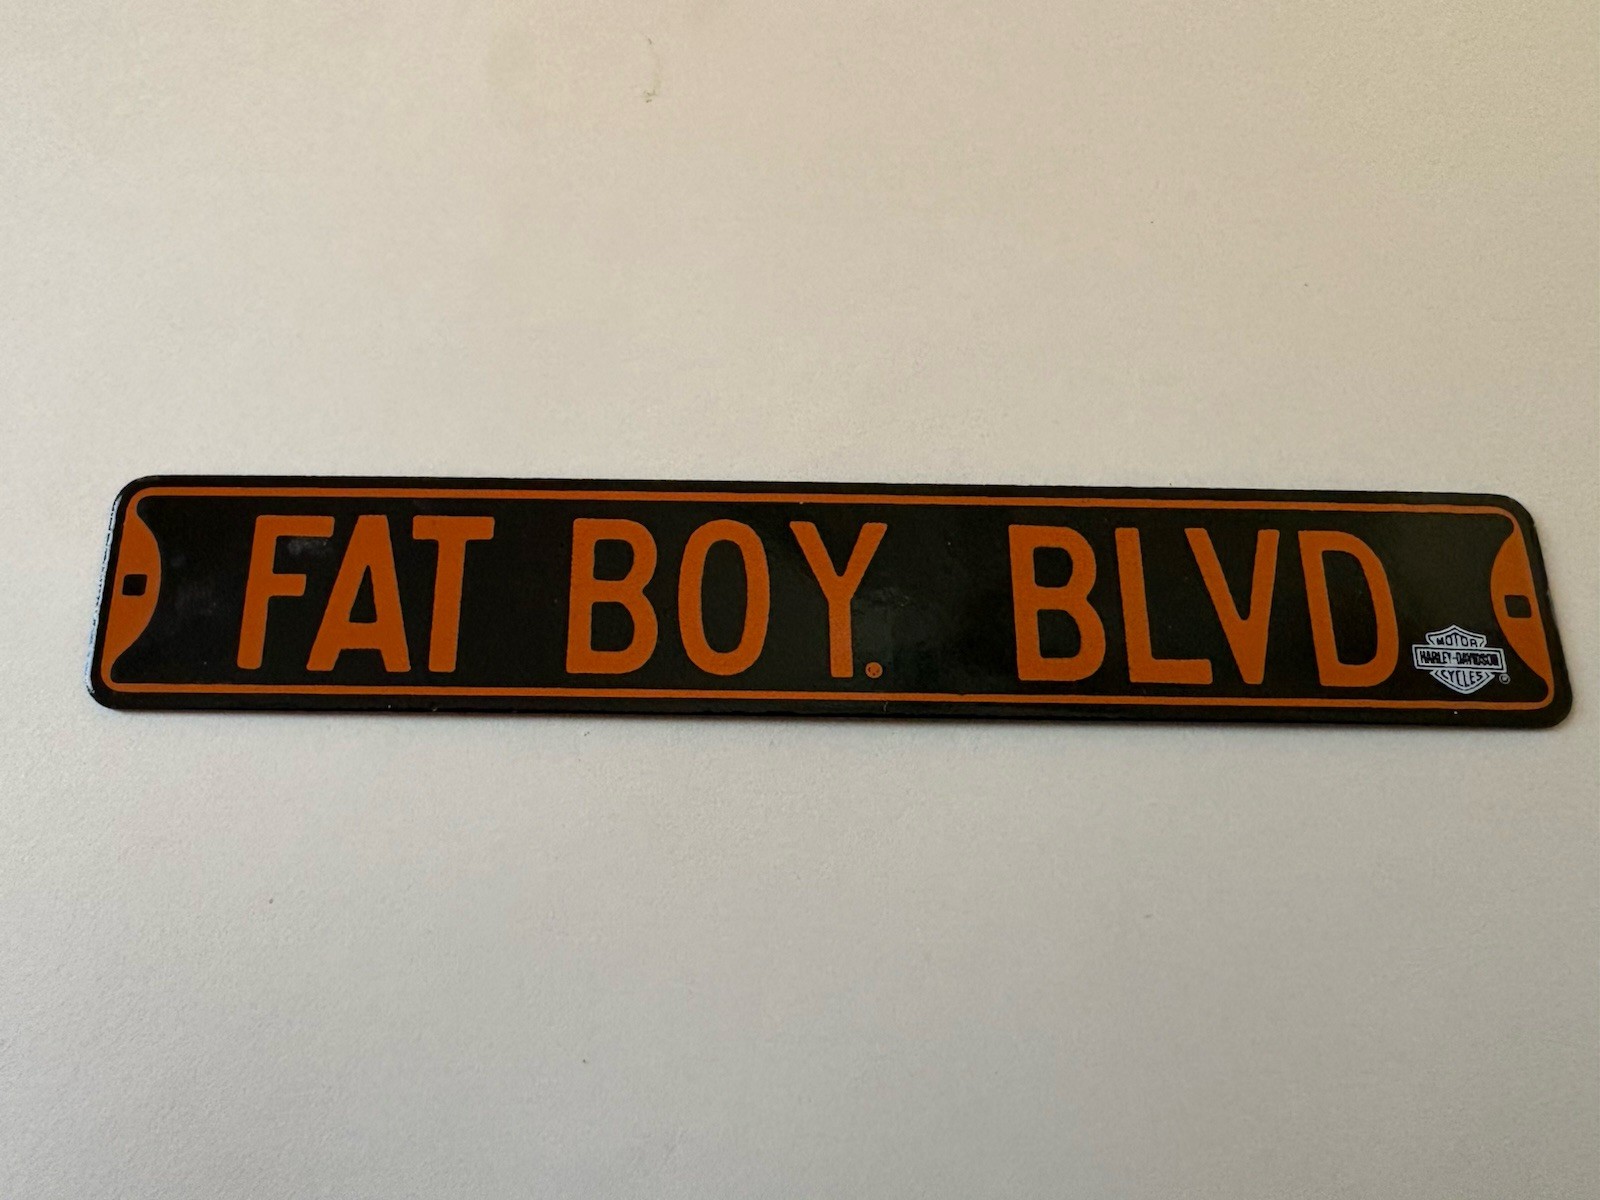 FAT BOY® BLVD
MOTOR
HARLEY-DAVIDSON
CYCLES
®